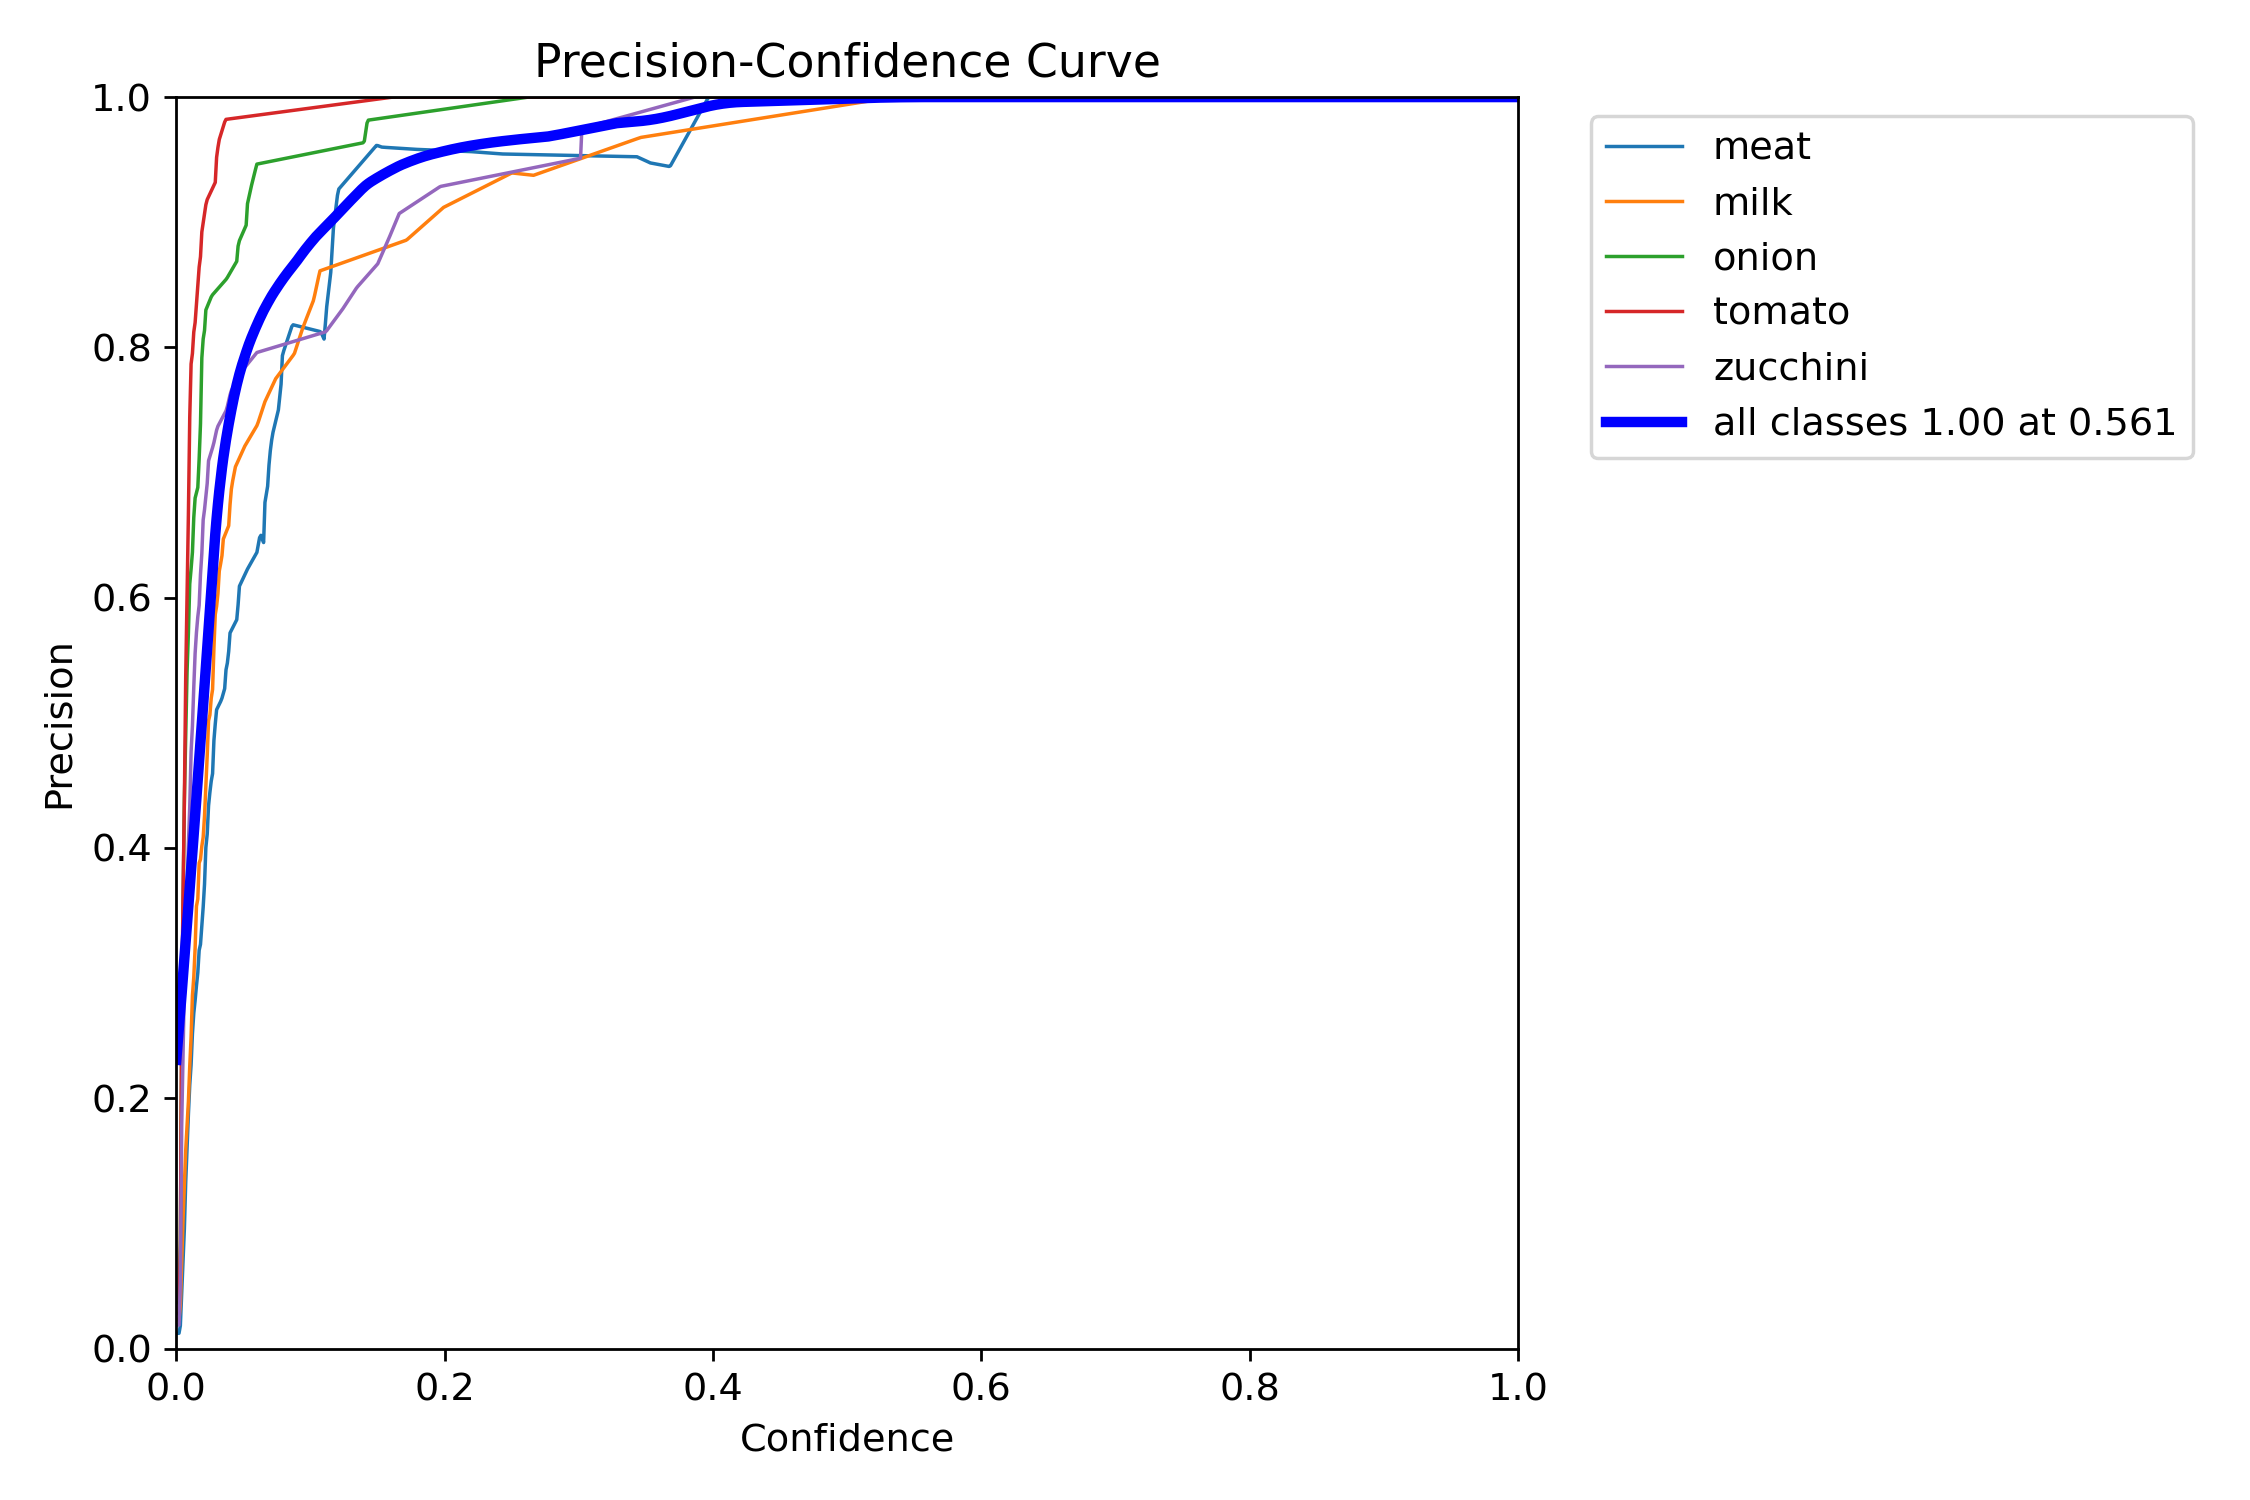 Precision-Confidence Curve
1.0
0.8
0.6
0.4
0.2
0.0
Precision
0.0 0.2 0.4 0.6 0.8 1.0
Confidence
meat
milk
onion
tomato
zucchini
all classes 1.00 at 0.561